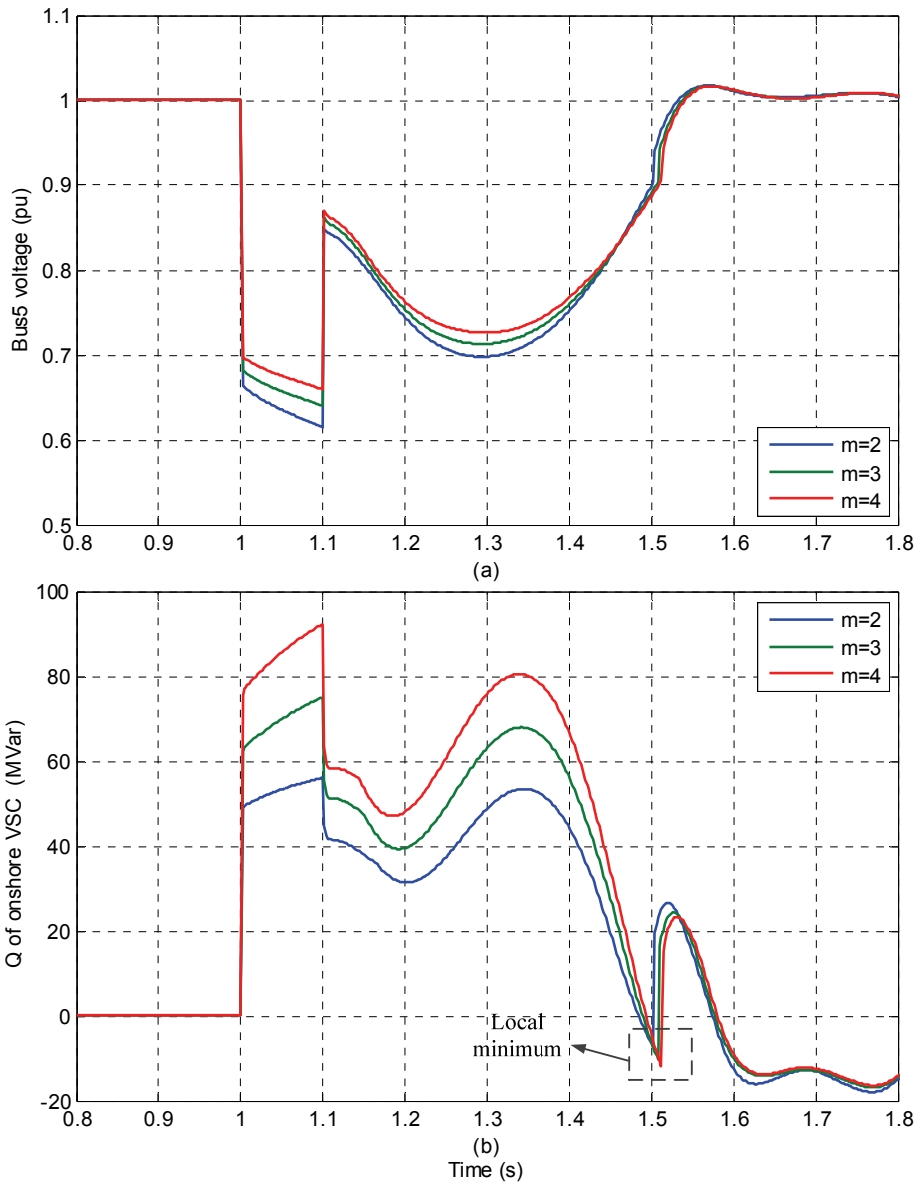 1.1
1
0.9
0.8
0.7
0.6
0.5
Bus5 voltage (pu)
m=2
m=3
m=4
0.8 0.9 1 1.1 1.2 1.3 1.4 1.5 1.6 1.7 1.8
(a)
100
80
60
40
20
0
-20
Q of onshore VSC (MVar)
m=2
m=3
m=4
Local
minimum
0.8 0.9 1 1.1 1.2 1.3 1.4 1.5 1.6 1.7 1.8
(b)
Time (s)